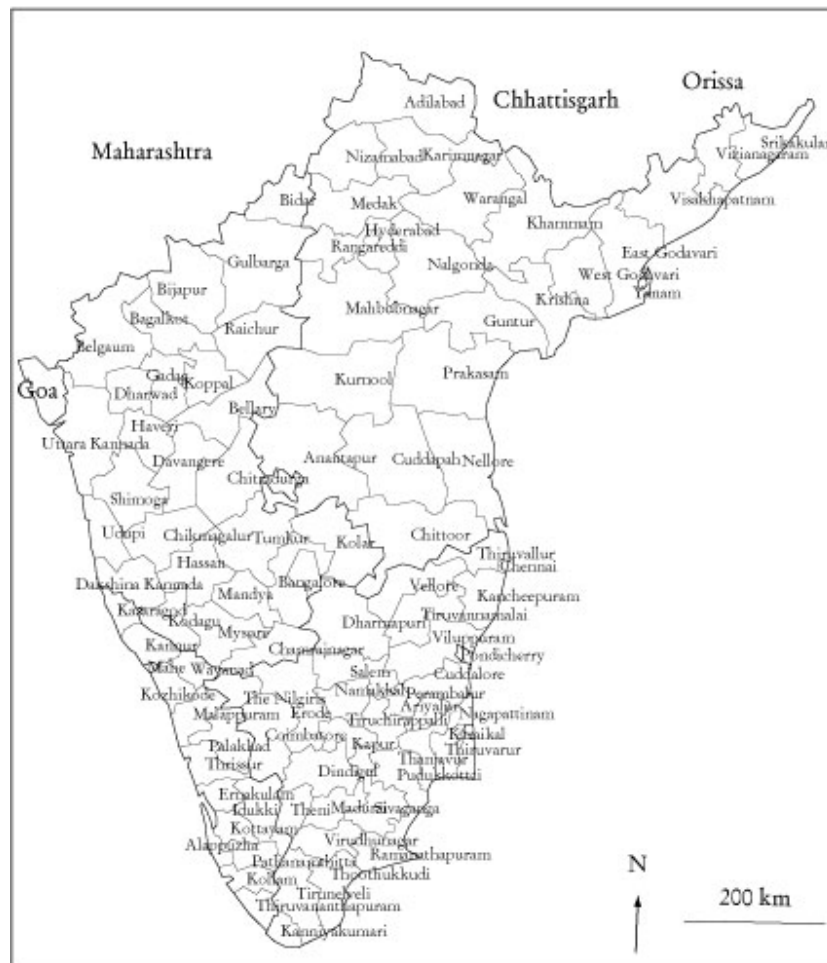 Orissa
Chhattisgarh
Adilabad
Maharashtra
Srikakulam
Vizianagaram
Nizamabad
Karimnagar
Bidar
Medak
Warangal
Visakhapatnam
Khammam
Hyderabad
Rangareddi
East Godavari
Gulbarga
Nalgonda
West Godavari
Bijapur
Yanam
Krishna
Mahbubnagar
Bagalkot
Guntur
Raichur
Belgaum
Gadag
Koppal
Kurnool
Prakasam
Goa
Dharwad
Bellary
Haveri
Uttara Kannada
Davangere
Anantapur
Cuddapah
Nellore
Chitradurga
Shimoga
Udupi
Chikmagalur
Tumkur
Kolar
Chittoor
Thiruvallur
Chennai
Hassan
Dakshina Kannada
Bangalore
Vellore
Mandya
Kancheepuram
Kasaragod
Kodagu
Dharmapuri
Tiruvannamalai
Mysore
Viluppuram
Kannur
Chamrajnagar
Pondicherry
Mahe
Wayanad
Salem
Cuddalore
Kozhikode
The Nilgiris
Namakkal
Perambalur
Ariyalur
Malappuram
Erode
Tiruchirappalli
Nagapattinam
Coimbatore
Karur
Karaikal
Palakkad
Thiruvarur
Thrissur
Thanjavur
Dindigul
Pudukkottei
Ernakulam
Idukki
Theni
Madurai
Sivaganga
Kottayam
Alappuzha
Virudhunagar
Ramanathapuram
Pathanamthitta
Kollam
Thoothukkudi
Tirunelveli
Thiruvananthapuram
Kanniyakumari
N
200 km